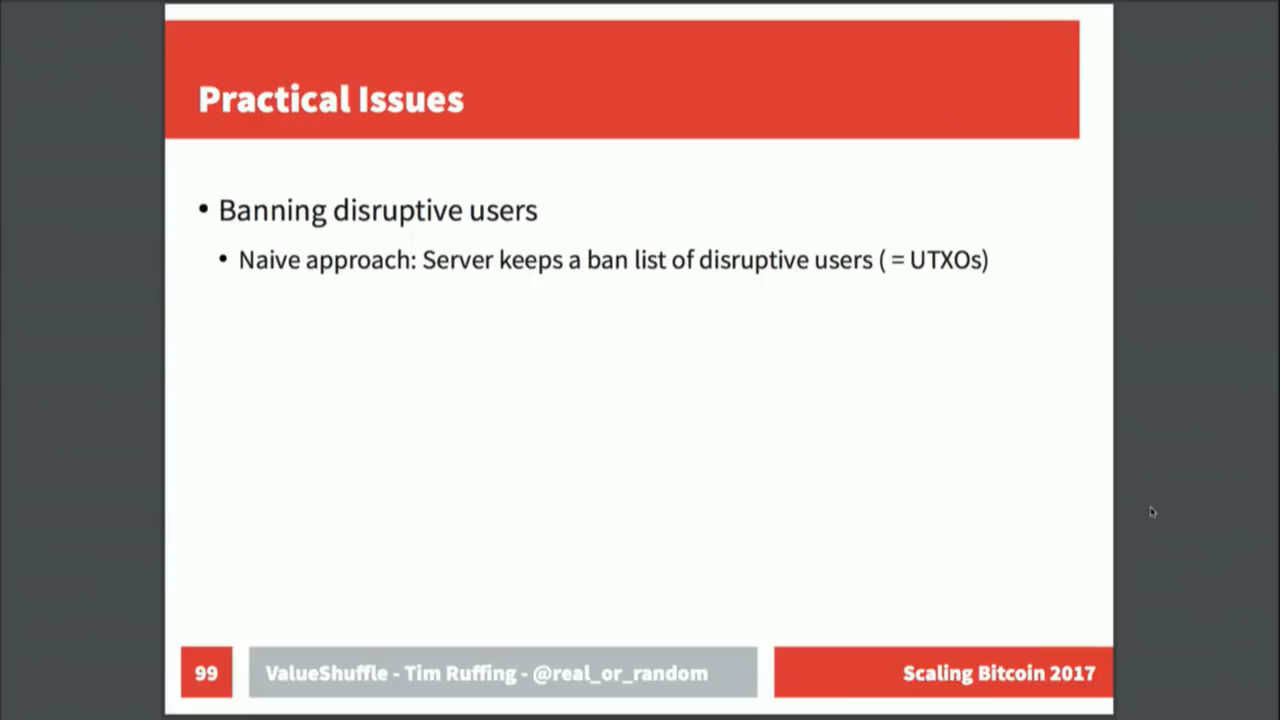 Practical Issues
• Banning disruptive users
• Naive approach: Server keeps a ban list of disruptive users ( = UTXOs)
99
ValueShuffle - Tim Ruffing - @real_or_random
Scaling Bitcoin 2017